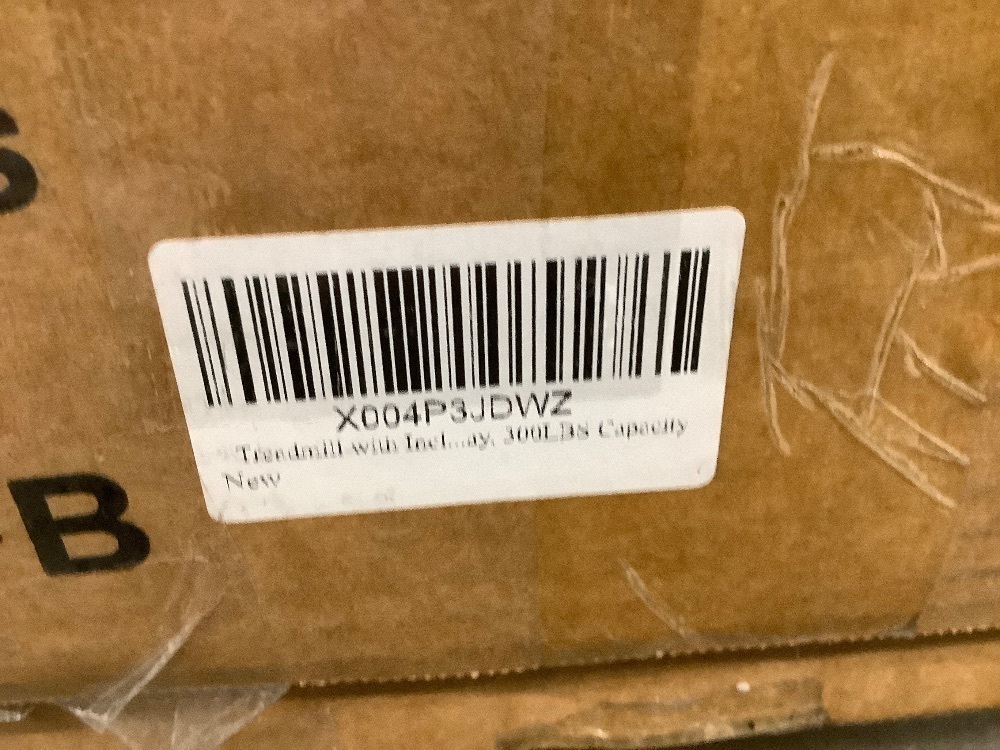 S
X004P3JDWZ
Treadmill with Incl...ay, 300LBS Capacity
New
B